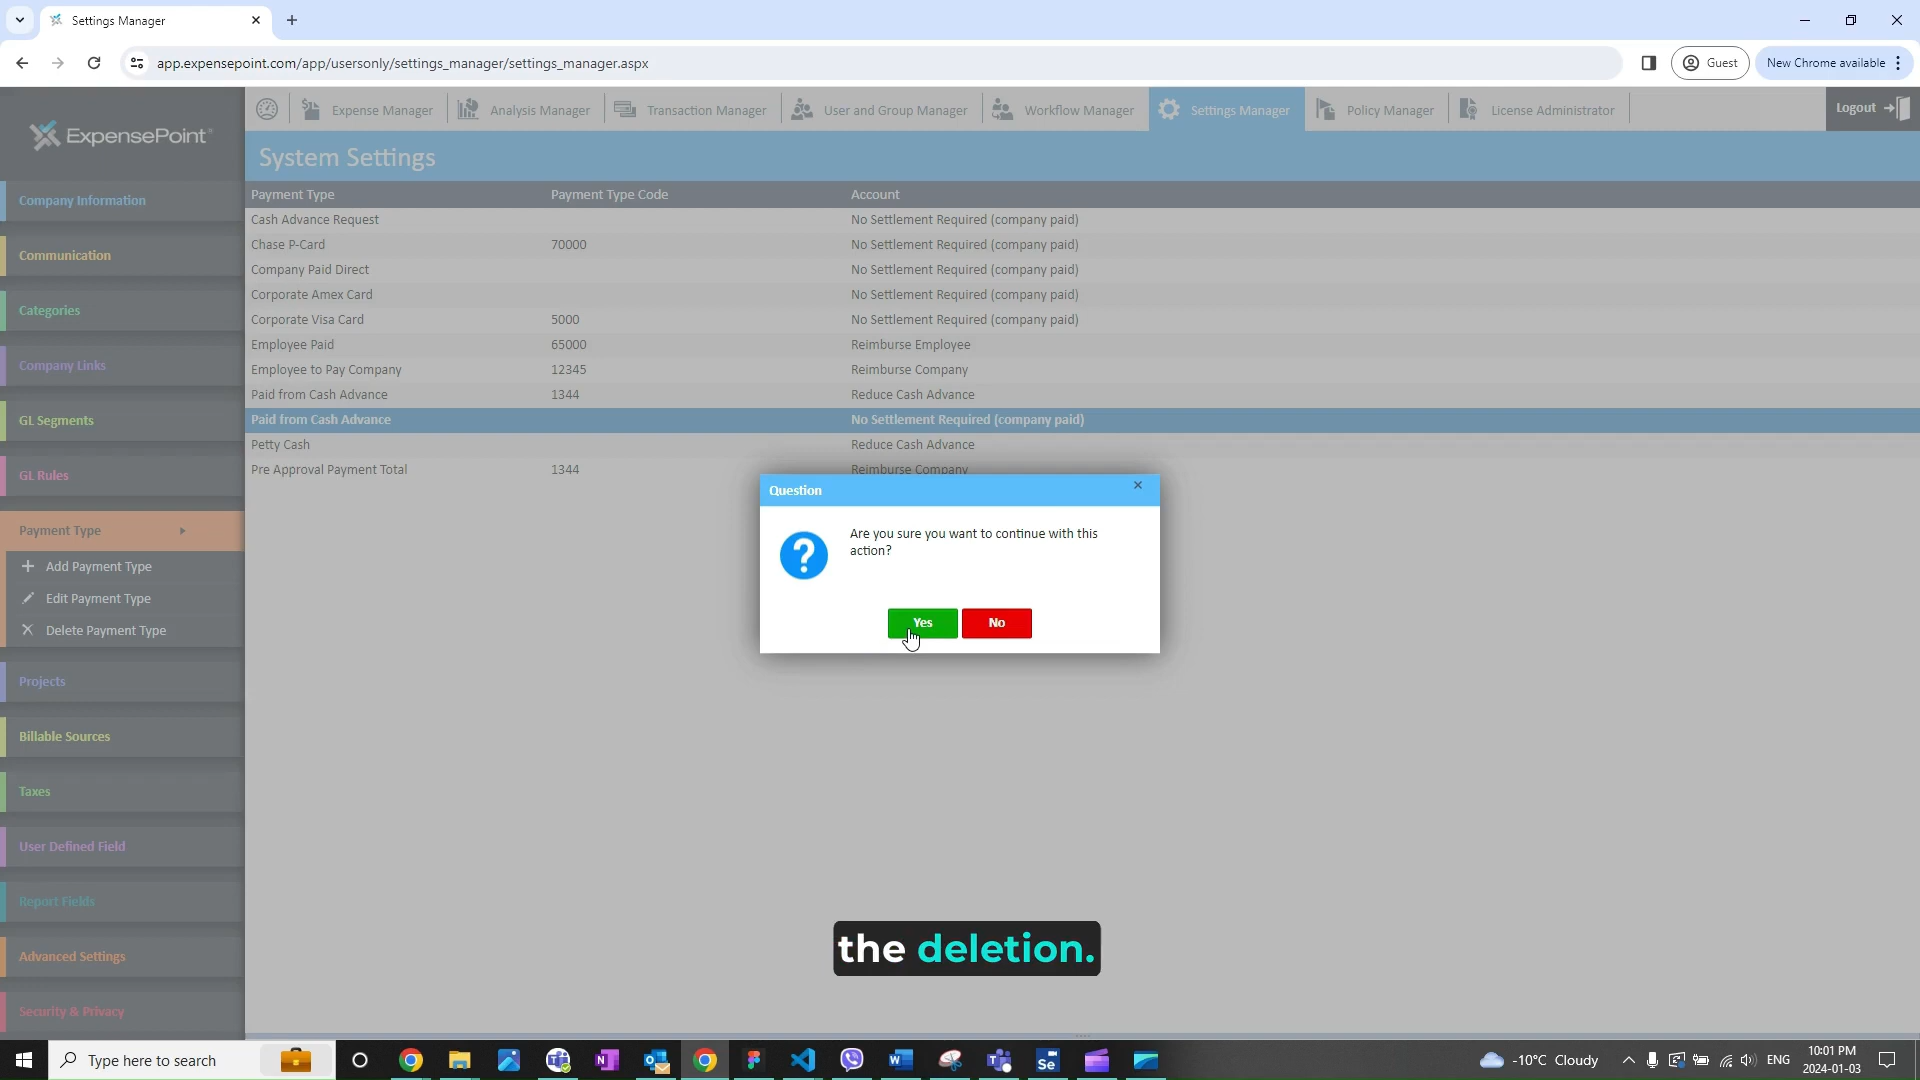 Settings Manager
app.expensepoint.com/app/usersonly/settings_manager/settings_manager.aspx
Guest
New Chrome available
ExpensePoint
Expense Manager
Analysis Manager
Transaction Manager
User and Group Manager
Workflow Manager
Settings Manager
Policy Manager
License Administrator
Logout
System Settings
Company Information
Communication
Categories
Company Links
GL Segments
GL Rules
Payment Type
Add Payment Type
Edit Payment Type
Delete Payment Type
Projects
Billable Sources
Taxes
User Defined Field
Report Fields
Advanced Settings
Security & Privacy
Payment Type Payment Type Code Account
Cash Advance Request No Settlement Required (company paid)
Chase P-Card 70000 No Settlement Required (company paid)
Company Paid Direct No Settlement Required (company paid)
Corporate Amex Card No Settlement Required (company paid)
Corporate Visa Card 5000 No Settlement Required (company paid)
Employee Paid 65000 Reimburse Employee
Employee to Pay Company 12345 Reimburse Company
Paid from Cash Advance 1344 Reduce Cash Advance
Paid from Cash Advance No Settlement Required (company paid)
Petty Cash Reduce Cash Advance
Pre Approval Payment Total 1344 Reimburse Company
Question
Are you sure you want to continue with this
action?
Yes
No
the deletion.
Type here to search
-10°C Cloudy
ENG
10:01 PM
2024-01-03